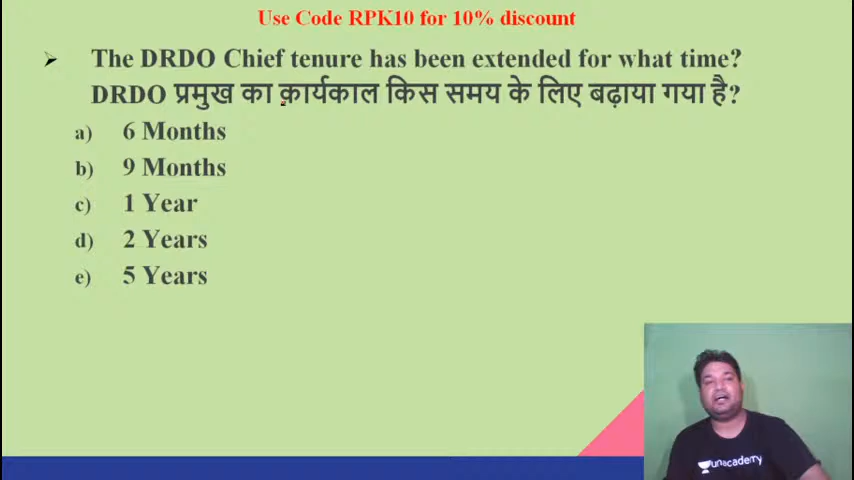 Use Code RPK10 for 10% discount
The DRDO Chief tenure has been extended for what time?
DRDO प्रमुख का कार्यकाल किस समय के लिए बढ़ाया गया है?
a) 6 Months
b) 9 Months
c) 1 Year
d) 2 Years
e) 5 Years
unacademy